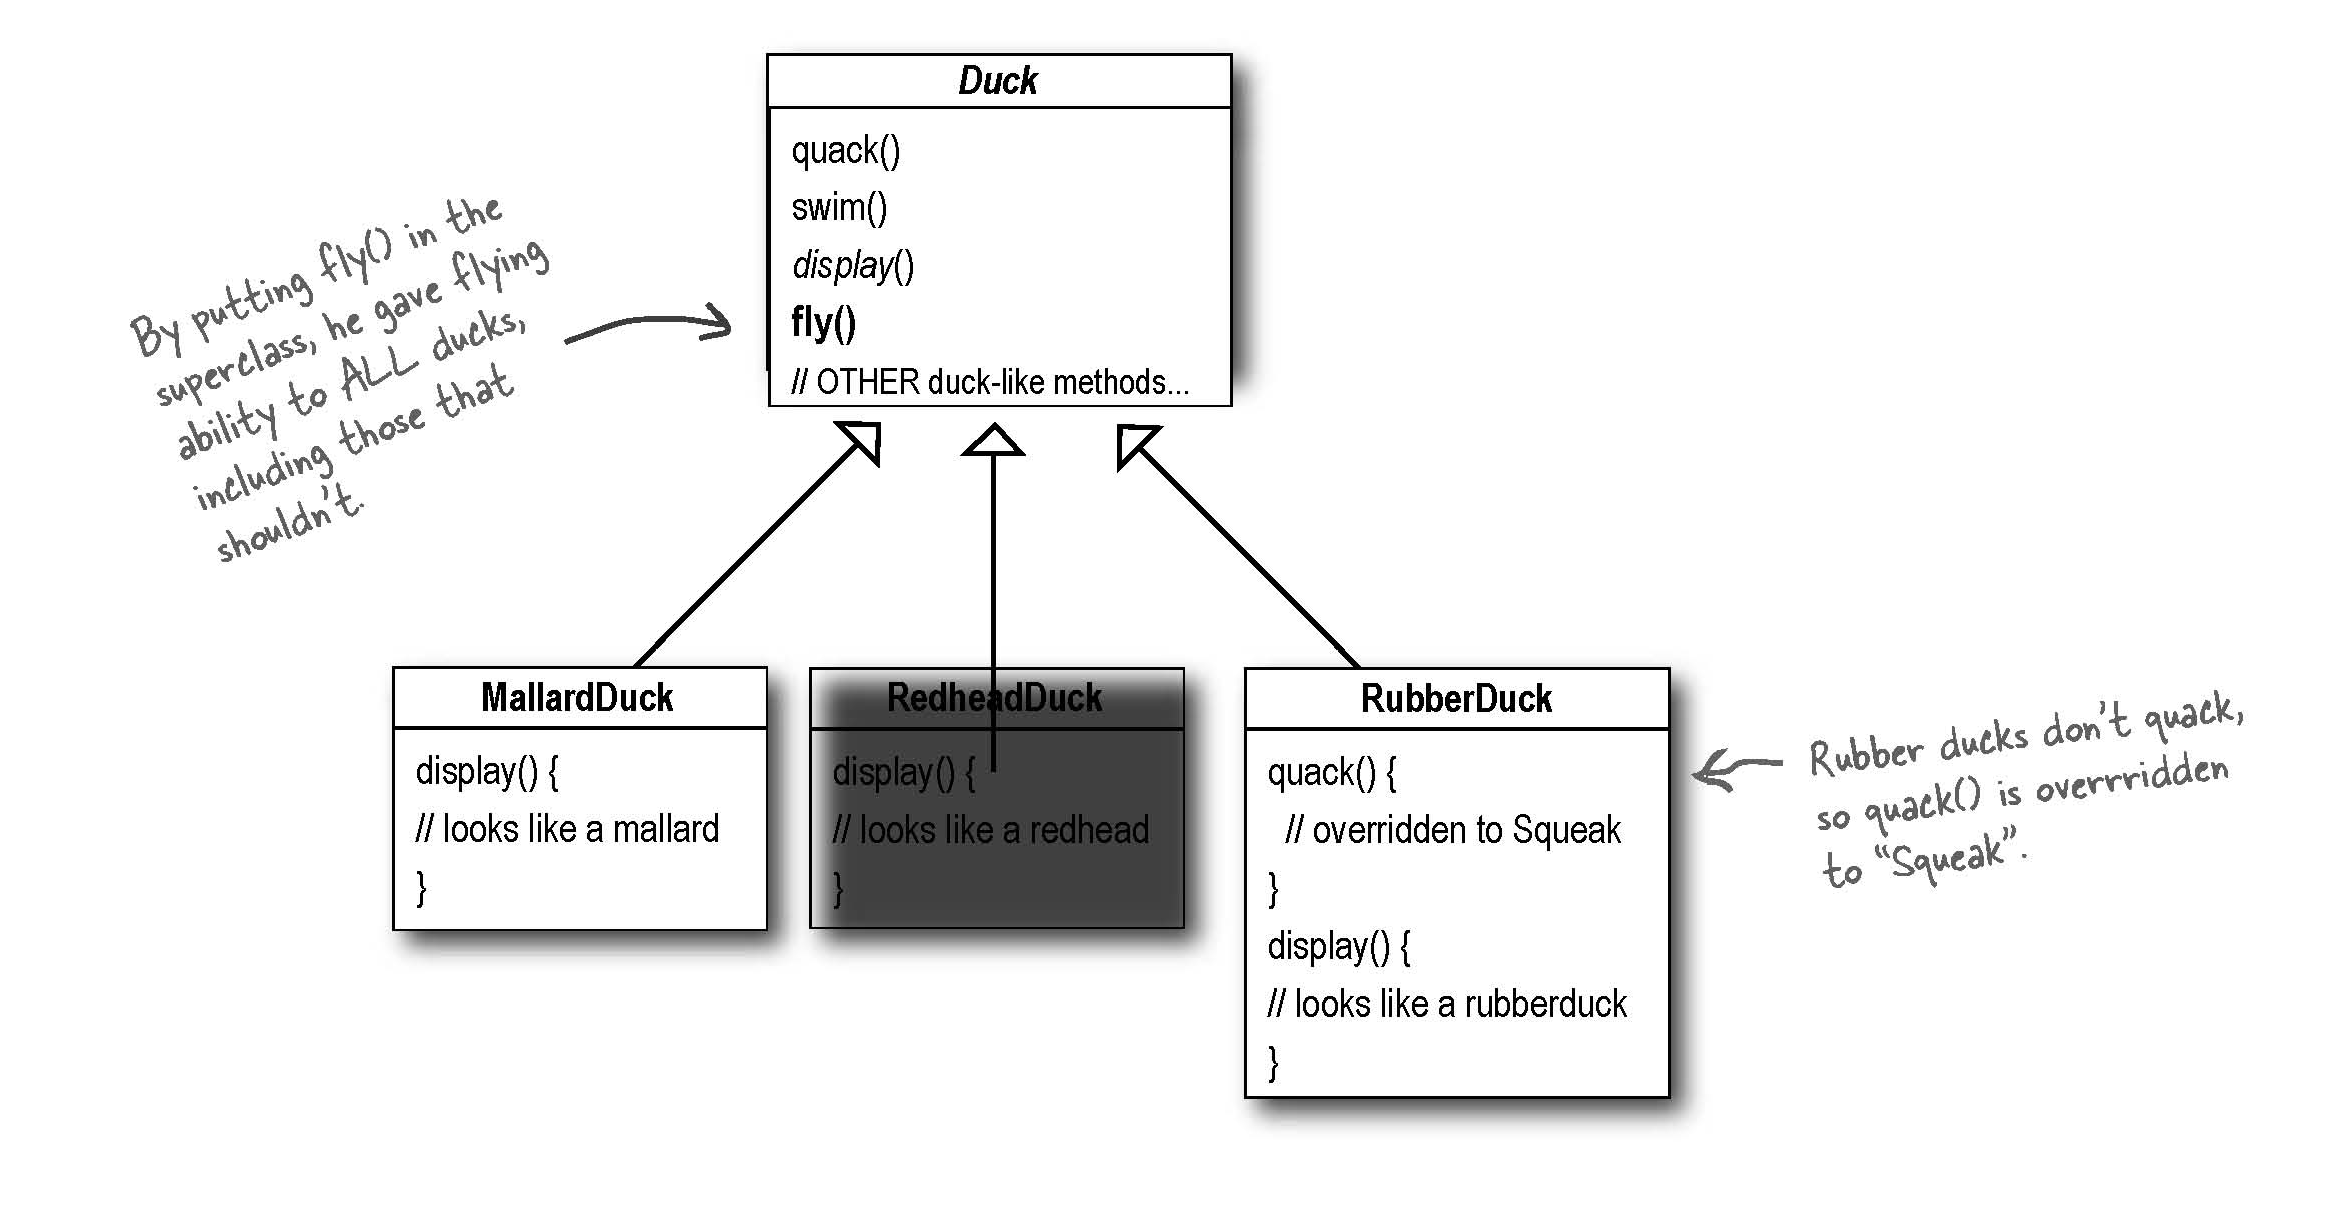 Duck
quack()
swim()
display()
fly()
// OTHER duck-like methods...
By putting fly() in the
superclass, he gave flying
ability to ALL ducks,
including those that
shouldn't.
MallardDuck
display() {
// looks like a mallard
}
RedheadDuck
display() {
// looks like a redhead
}
RubberDuck
quack() {
// overridden to Squeak
}
display() {
// looks like a rubberduck
}
Rubber ducks don't quack,
so quack() is overrridden
to “Squeak”.